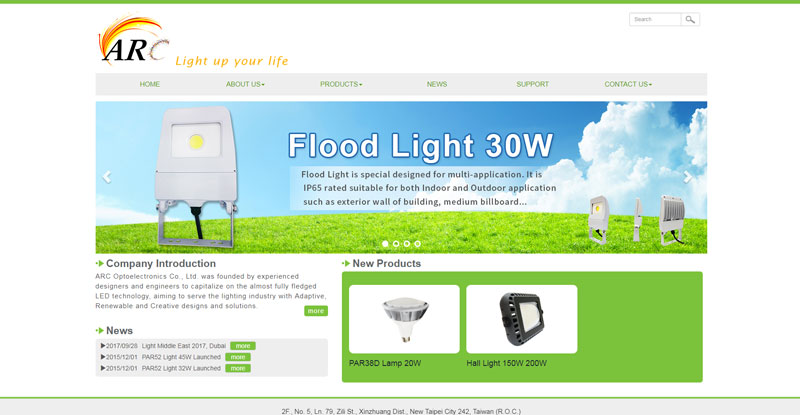 Search
ARC Light up your life
HOME ABOUT US PRODUCTS NEWS SUPPORT CONTACT US
Flood Light 30W
Flood Light is special designed for multi-application. It is
IP65 rated suitable for both Indoor and Outdoor application
such as exterior wall of building, medium billboard...
Company Introduction
ARC Optoelectronics Co., Ltd. was founded by experienced
designers and engineers to capitalize on the almost fully fledged
LED technology, aiming to serve the lighting industry with Adaptive,
Renewable and Creative designs and solutions.
more
News
2017/09/28 Light Middle East 2017, Dubai more
2015/12/01 PAR52 Light 45W Launched more
2015/12/01 PAR52 Light 32W Launched more
New Products
PAR38D Lamp 20W
Hall Light 150W 200W
2F., No. 5, Ln. 79, Zili St., Xinzhuang Dist., New Taipei City 242, Taiwan (R.O.C.)